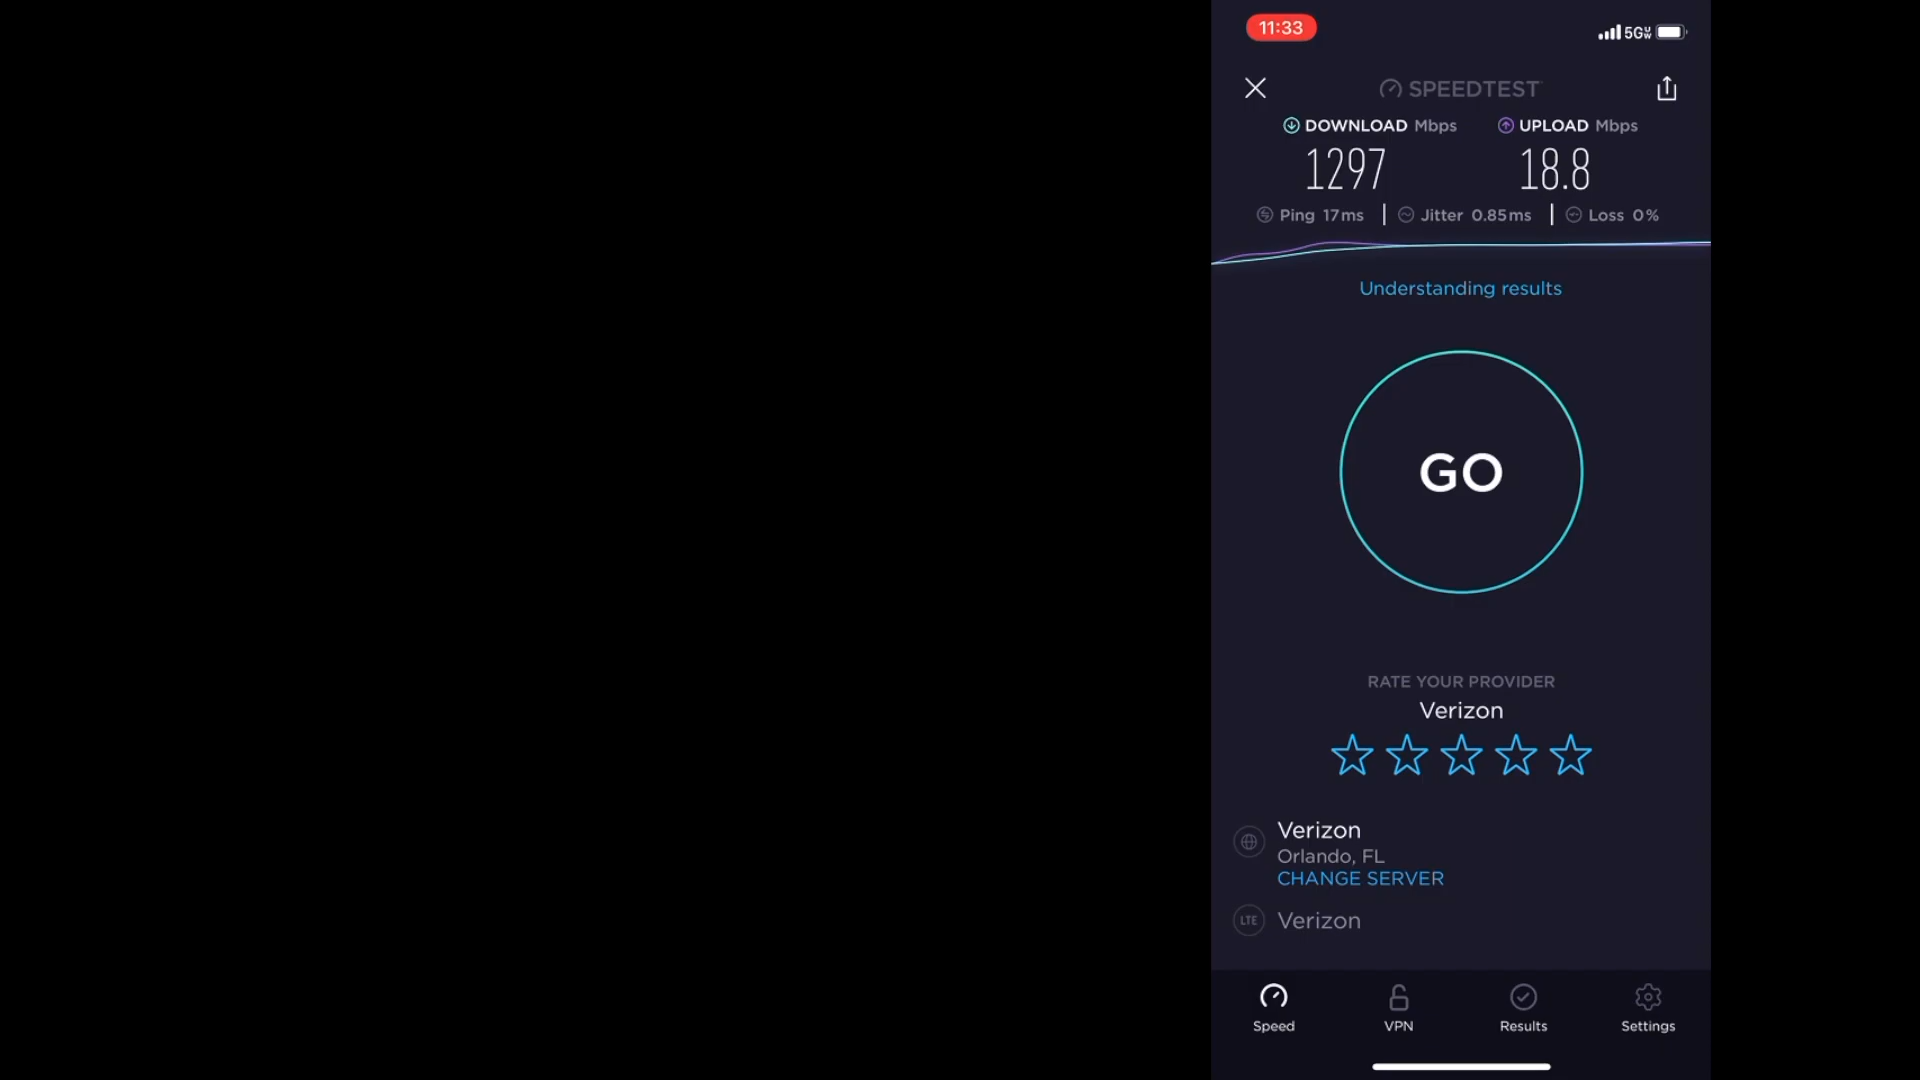 11:33
5G UW
SPEEDTEST
DOWNLOAD Mbps UPLOAD Mbps
1297 18.8
Ping 17ms | Jitter 0.85ms | Loss 0%
Understanding results
GO
RATE YOUR PROVIDER
Verizon
Verizon
Orlando, FL
CHANGE SERVER
LTE Verizon
Speed VPN Results Settings